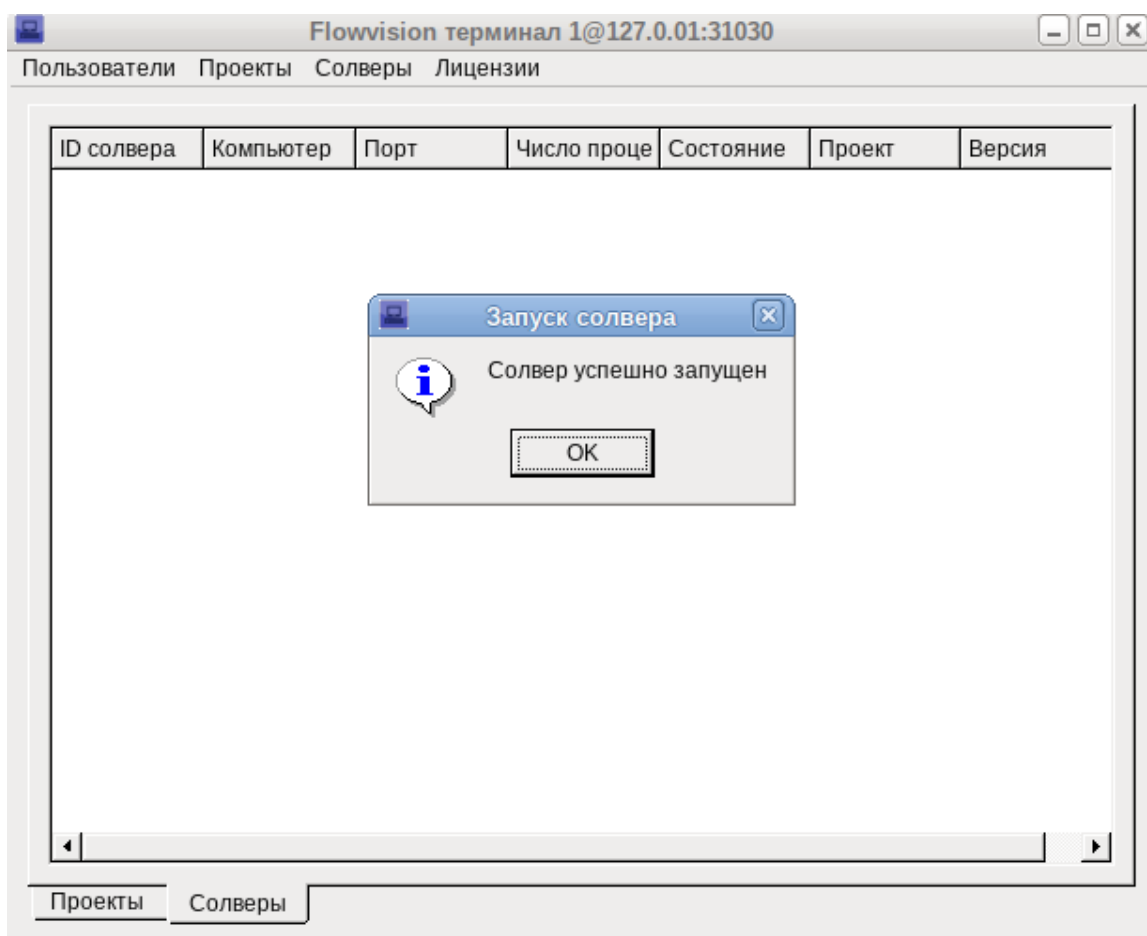 Flowvision терминал 1@127.0.01:31030
Пользователи Проекты Солверы Лицензии
ID солвера Компьютер Порт Число проце Состояние Проект Версия
Запуск солвера
Солвер успешно запущен
OK
Проекты Солверы